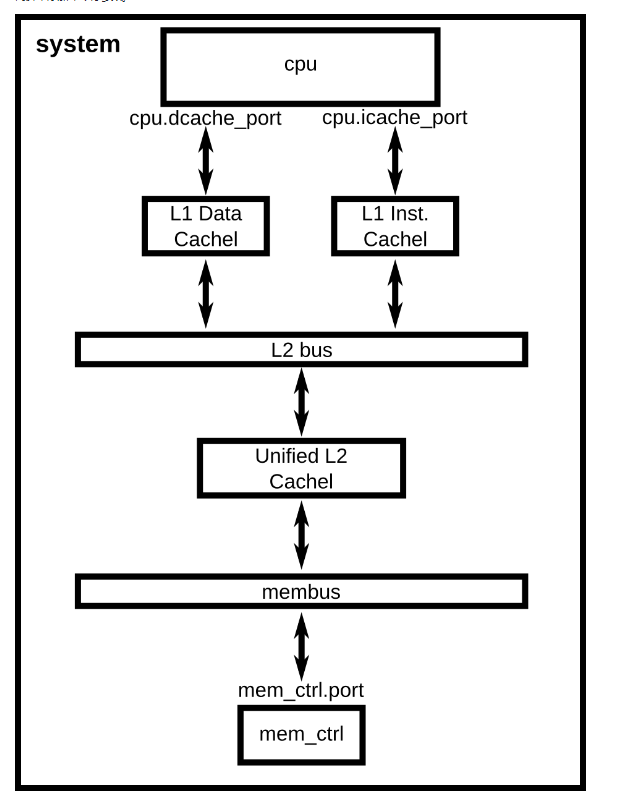 system
cpu
cpu.dcache_port
cpu.icache_port
L1 Data
Cachel
L1 Inst.
Cachel
L2 bus
Unified L2
Cachel
membus
mem_ctrl.port
mem_ctrl